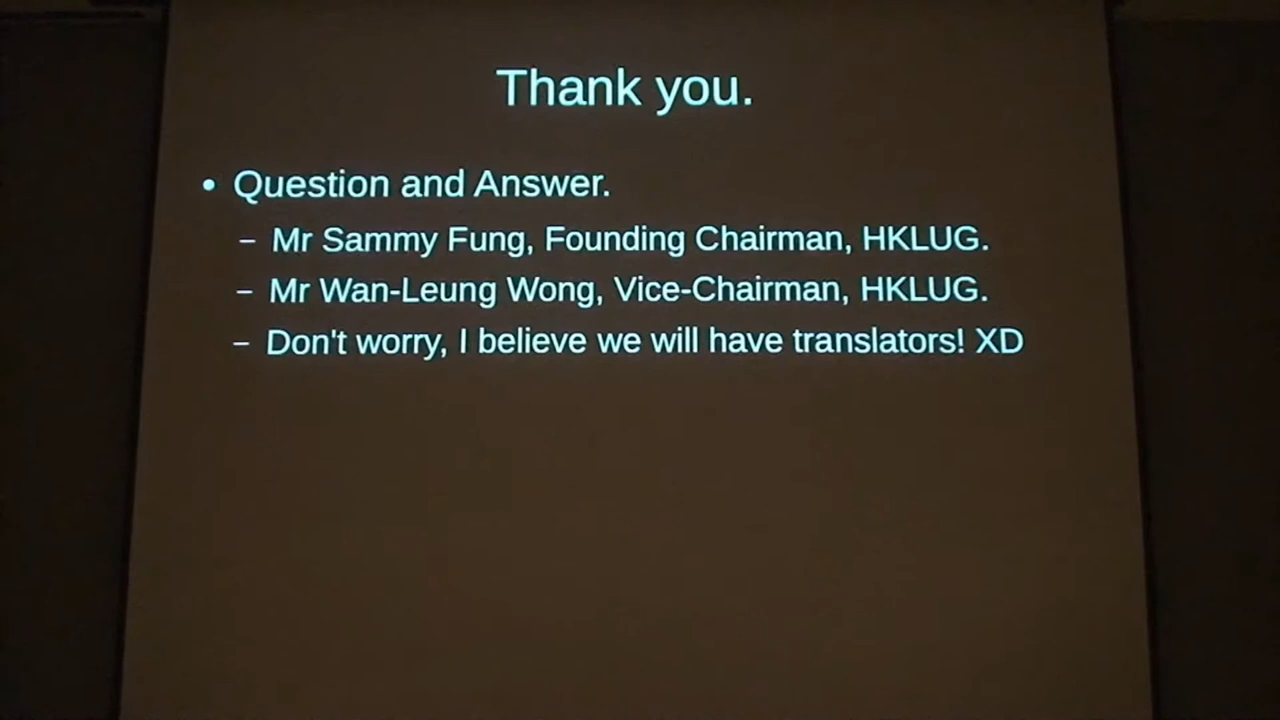 Thank you.
• Question and Answer.
– Mr Sammy Fung, Founding Chairman, HKLUG.
– Mr Wan-Leung Wong, Vice-Chairman, HKLUG.
– Don't worry, I believe we will have translators! XD